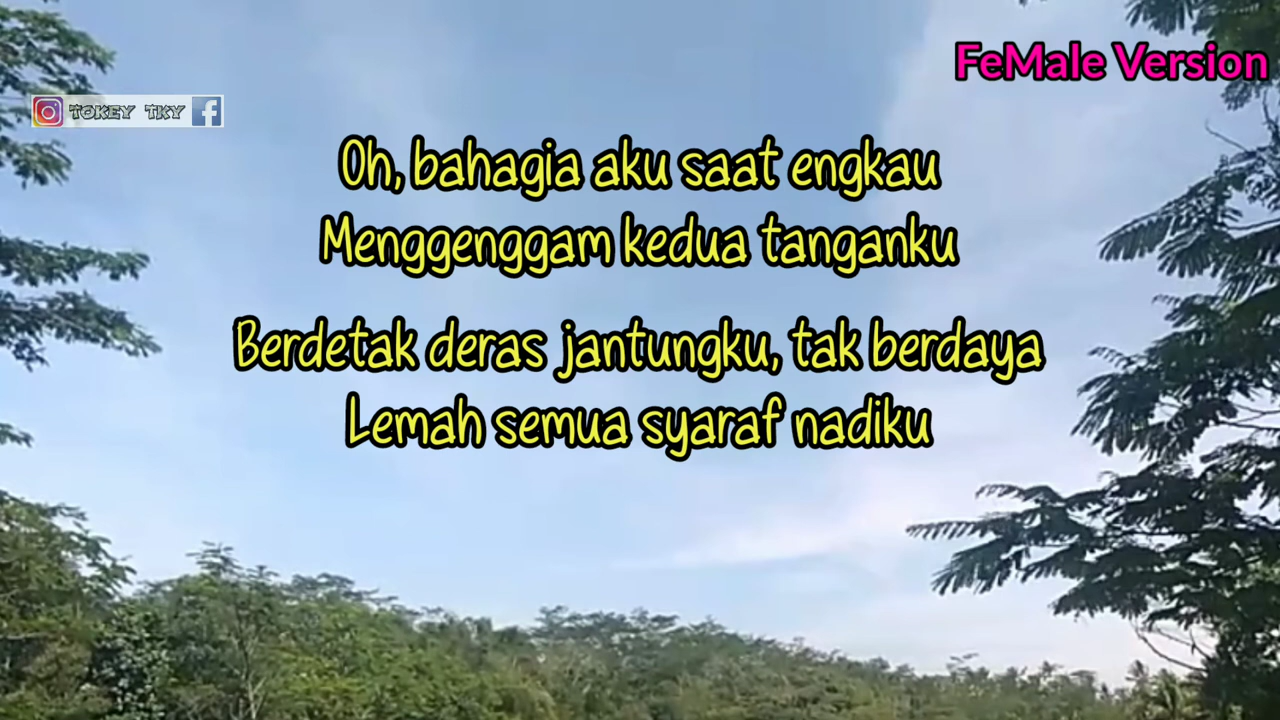 FeMale Version
TOKEY TKY
Oh, bahagia aku saat engkau
Menggenggam kedua tanganku
Berdetak deras jantungku, tak berdaya
Lemah semua syaraf nadiku